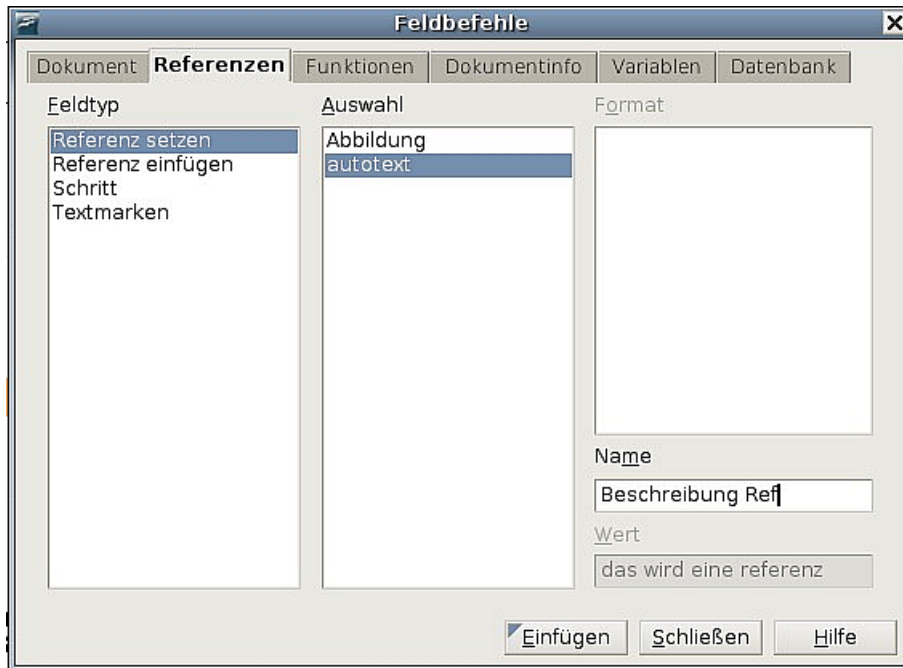 Feldbefehle
Dokument Referenzen Funktionen Dokumentinfo Variablen Datenbank
Feldtyp
Referenz setzen
Referenz einfügen
Schritt
Textmarken
Auswahl
Abbildung
autotext
Format
Name
Beschreibung Ref
Wert
das wird eine referenz
Einfügen Schließen Hilfe